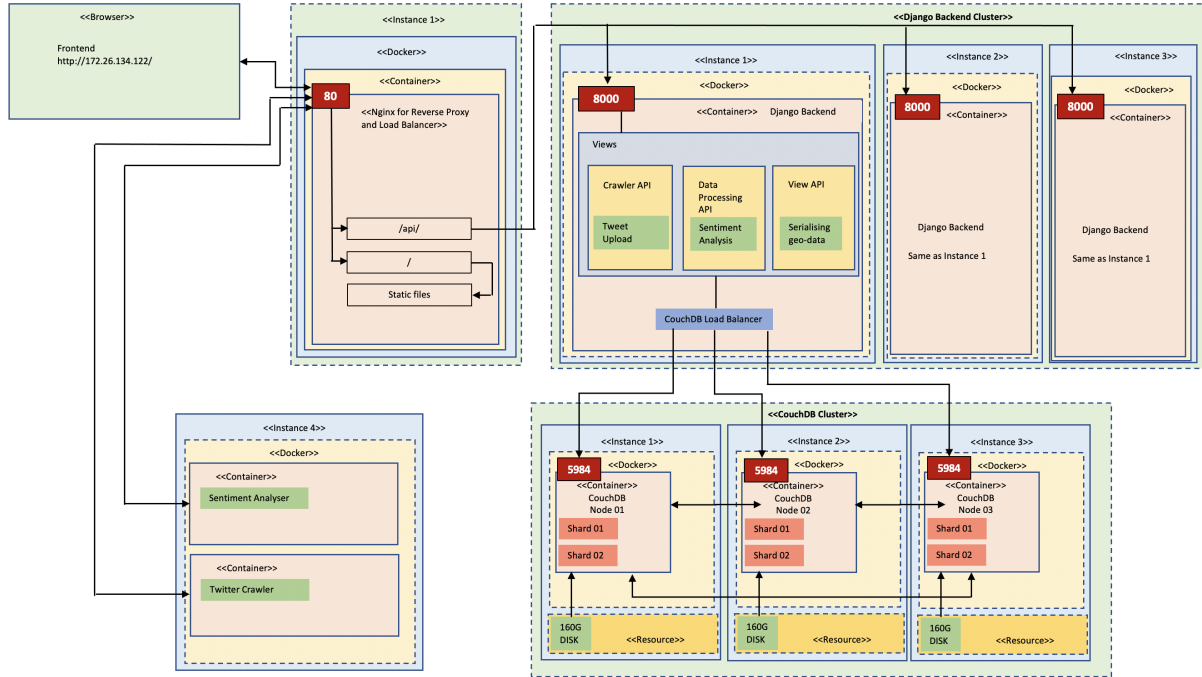 <<Browser>>
Frontend
http://172.26.134.122/
<<Instance 1>>
<<Docker>>
<<Container>>
80
<<Nginx for Reverse Proxy
and Load Balancer>>
/api/
/
Static files
<<Django Backend Cluster>>
<<Instance 1>>
<<Docker>>
8000
<<Container>> Django Backend
Views
Crawler API
Tweet
Upload
Data
Processing
API
Sentiment
Analysis
View API
Serialising
geo-data
CouchDB Load Balancer
<<Instance 2>>
<<Docker>>
8000
<<Container>>
Django Backend
Same as Instance 1
<<Instance 3>>
<<Docker>>
8000
<<Container>>
Django Backend
Same as Instance 1
<<Instance 4>>
<<Docker>>
<<Container>>
Sentiment Analyser
<<Container>>
Twitter Crawler
<<CouchDB Cluster>>
<<Instance 1>>
5984
<<Docker>>
<<Container>>
CouchDB
Node 01
Shard 01
Shard 02
160G
DISK
<<Resource>>
<<Instance 2>>
5984
<<Docker>>
<<Container>>
CouchDB
Node 02
Shard 01
Shard 02
160G
DISK
<<Resource>>
<<Instance 3>>
5984
<<Docker>>
<<Container>>
CouchDB
Node 03
Shard 01
Shard 02
160G
DISK
<<Resource>>